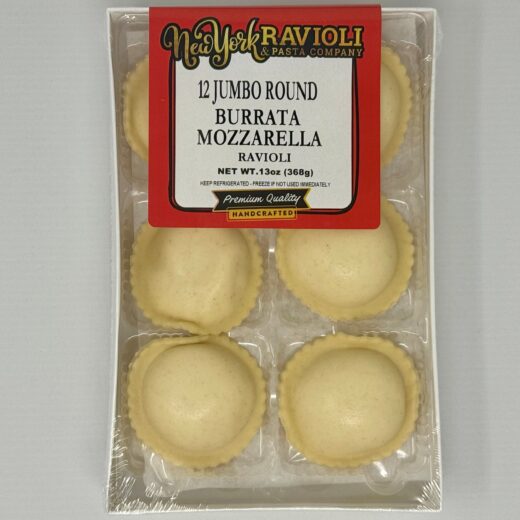 New York RAVIOLI
& PASTA COMPANY
12 JUMBO ROUND
BURRATA
MOZZARELLA
RAVIOLI
NET WT.13oz (368g)
KEEP REFRIGERATED - FREEZE IF NOT USED IMMEDIATELY
Premium Quality
HANDCRAFTED